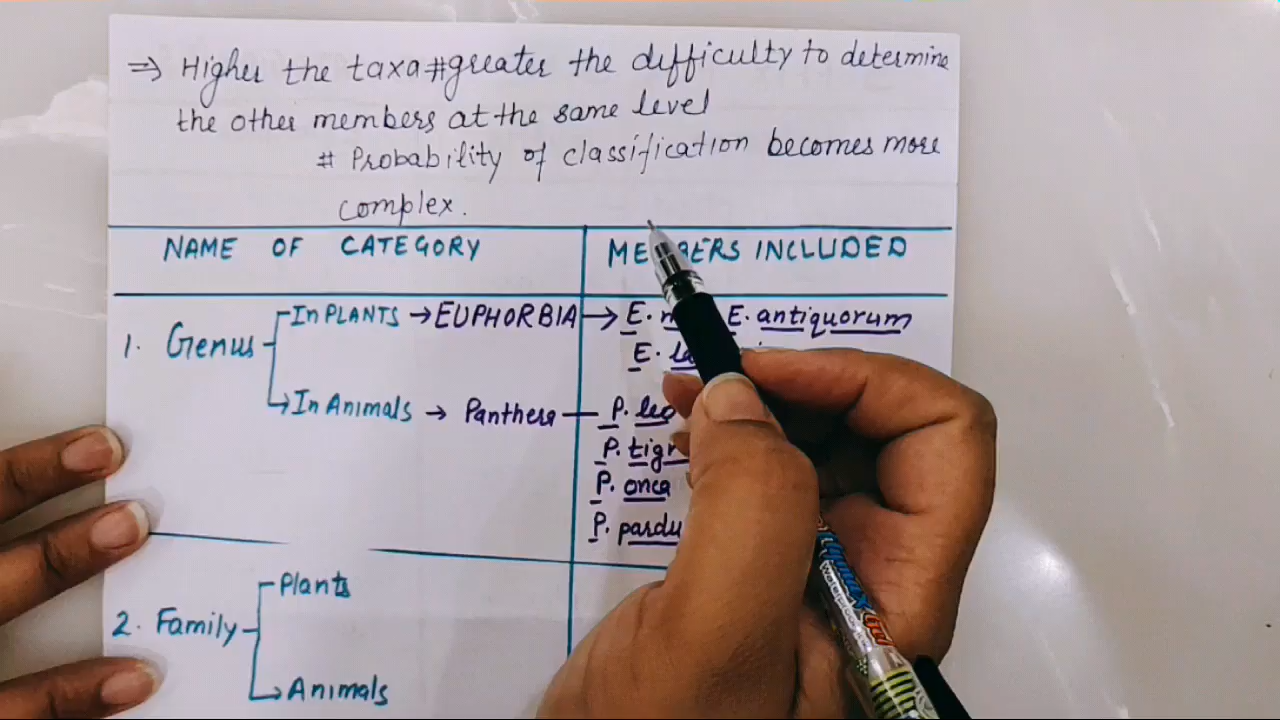 ⇒ Higher the taxa # greater the difficulty to determine
the other members at the same level
# Probability of classification becomes more
complex.
NAME OF CATEGORY MEMBERS INCLUDED
1. Genus In PLANTS → EUPHORBIA → E. E. antiquorum
E.
In Animals → Panthera P. leo
P.
P. onca
P.
2. Family Plants
Animals